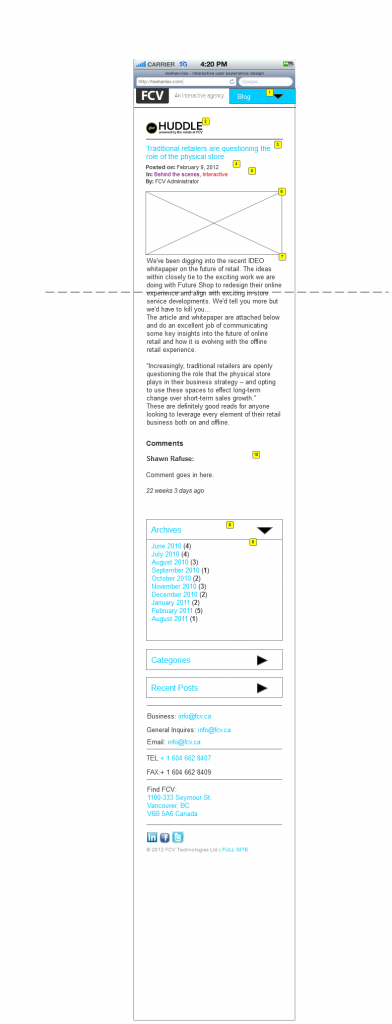 CARRIER 3G 4:20 PM
teehan+lax - interactive user experience design
http://teehanlax.com
Google
FCV An interactive agency Blog 1
2
HUDDLE
powered by the minds at FCV
3
Traditional retailers are questioning the
role of the physical store
4
Posted on: February 9, 2012
5
In: Behind the scenes, Interactive
By: FCV Administrator
6
7
We've been digging into the recent IDEO
whitepaper on the future of retail. The ideas
within closely tie to the exciting work we are
doing with Future Shop to redesign their online
experience and align with exciting in-store
service developments. We'd tell you more but
we'd have to kill you...
The article and whitepaper are attached below
and do an excellent job of communicating
some key insights into the future of online
retail and how it is evolving with the offline
retail experience.
"Increasingly, traditional retailers are openly
questioning the role that the physical store
plays in their business strategy – and opting
to use these spaces to effect long-term
change over short-term sales growth."
These are definitely good reads for anyone
looking to leverage every element of their retail
business both on and offline.
Comments
Shawn Rafuse: 10
Comment goes in here.
22 weeks 3 days ago
8
Archives
9
June 2010 (4)
July 2010 (4)
August 2010 (3)
September 2010 (1)
October 2010 (2)
November 2010 (3)
December 2010 (2)
January 2011 (2)
February 2011 (5)
August 2011 (1)
Categories
Recent Posts
Business: info@fcv.ca
General Inquires: info@fcv.ca
Email: info@fcv.ca
TEL:+ 1 604 662 8407
FAX:+ 1 604 662 8409
Find FCV:
1100-333 Seymour St.
Vancouver, BC
V6B 5A6 Canada
in f t
© 2012 FCV Technologies Ltd | FULL SITE